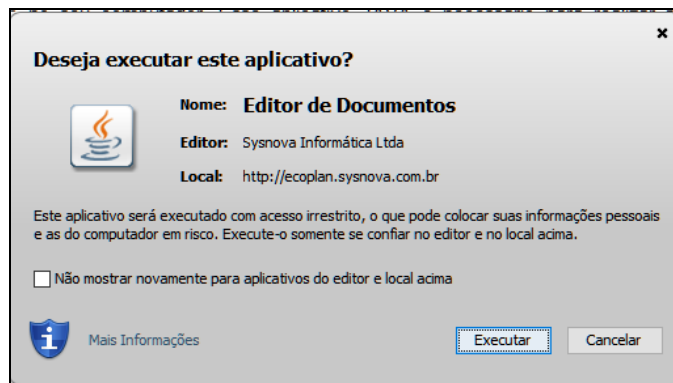 Deseja executar este aplicativo?
Nome: Editor de Documentos
Editor: Sysnova Informática Ltda
Local: http://ecoplan.sysnova.com.br
Este aplicativo será executado com acesso irrestrito, o que pode colocar suas informações pessoais
e as do computador em risco. Execute-o somente se confiar no editor e no local acima.
Não mostrar novamente para aplicativos do editor e local acima
Mais Informações
Executar Cancelar